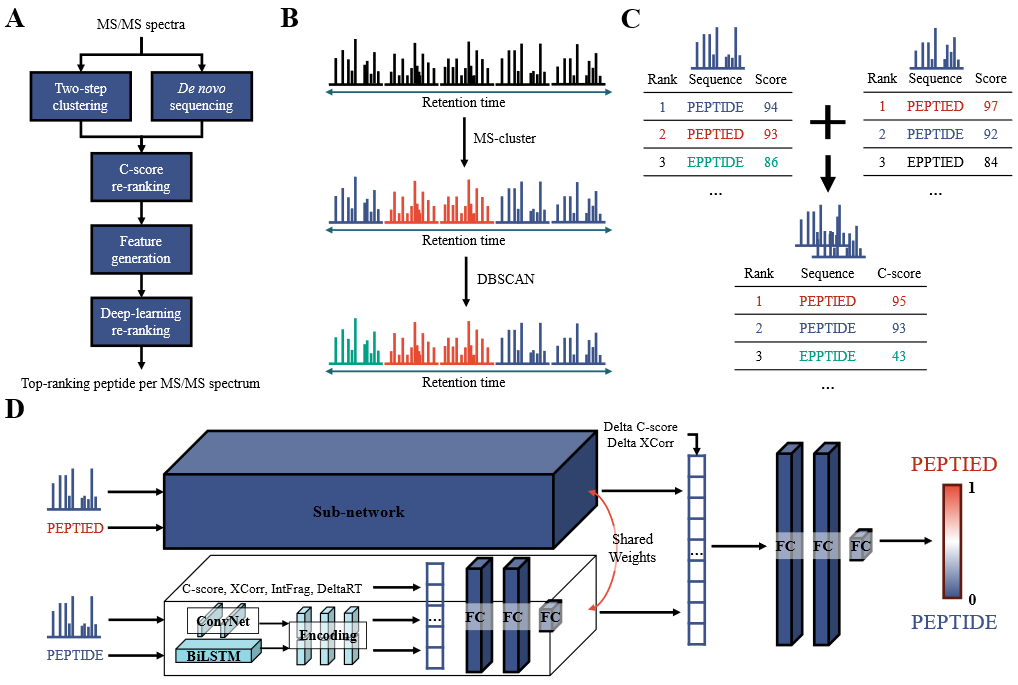 A
MS/MS spectra
Two-step
clustering
De novo
sequencing
C-score
re-ranking
Feature
generation
Deep-learning
re-ranking
Top-ranking peptide per MS/MS spectrum
B
Retention time
MS-cluster
Retention time
DBSCAN
Retention time
C
Rank Sequence Score
1 PEPTIDE 94
2 PEPTIED 93
3 EPPTIDE 86
...
Rank Sequence Score
1 PEPTIED 97
2 PEPTIDE 92
3 EPPTIED 84
...
Rank Sequence C-score
1 PEPTIED 95
2 PEPTIDE 93
3 EPPTIDE 43
...
D
PEPTIED
Sub-network
Delta C-score
Delta XCorr
Shared
Weights
PEPTIDE
C-score, XCorr, IntFrag, DeltaRT
ConvNet
BiLSTM
Encoding
...
FC
FC
FC
...
FC
FC
FC
PEPTIED
1
0
PEPTIDE